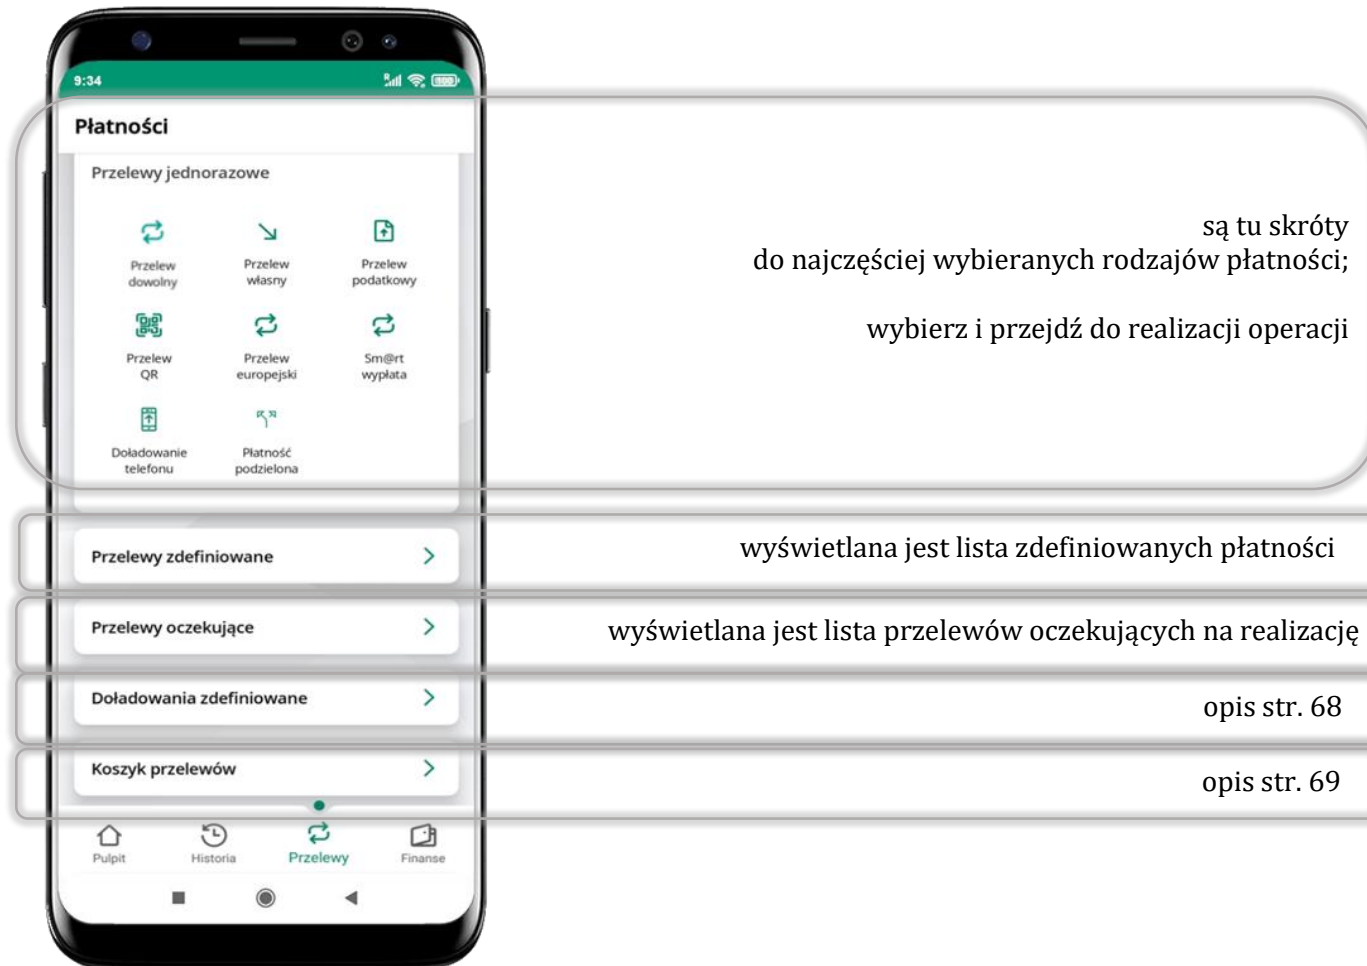 9:34
Płatności
Przelewy jednorazowe
Przelew
dowolny
Przelew
własny
Przelew
podatkowy
Przelew
QR
Przelew
europejski
Sm@rt
wypłata
Doładowanie
telefonu
Płatność
podzielona
są tu skróty
do najczęściej wybieranych rodzajów płatności;
wybierz i przejdź do realizacji operacji
Przelewy zdefiniowane
wyświetlana jest lista zdefiniowanych płatności
Przelewy oczekujące
wyświetlana jest lista przelewów oczekujących na realizację
Doładowania zdefiniowane
opis str. 68
Koszyk przelewów
opis str. 69
Pulpit
Historia
Przelewy
Finanse